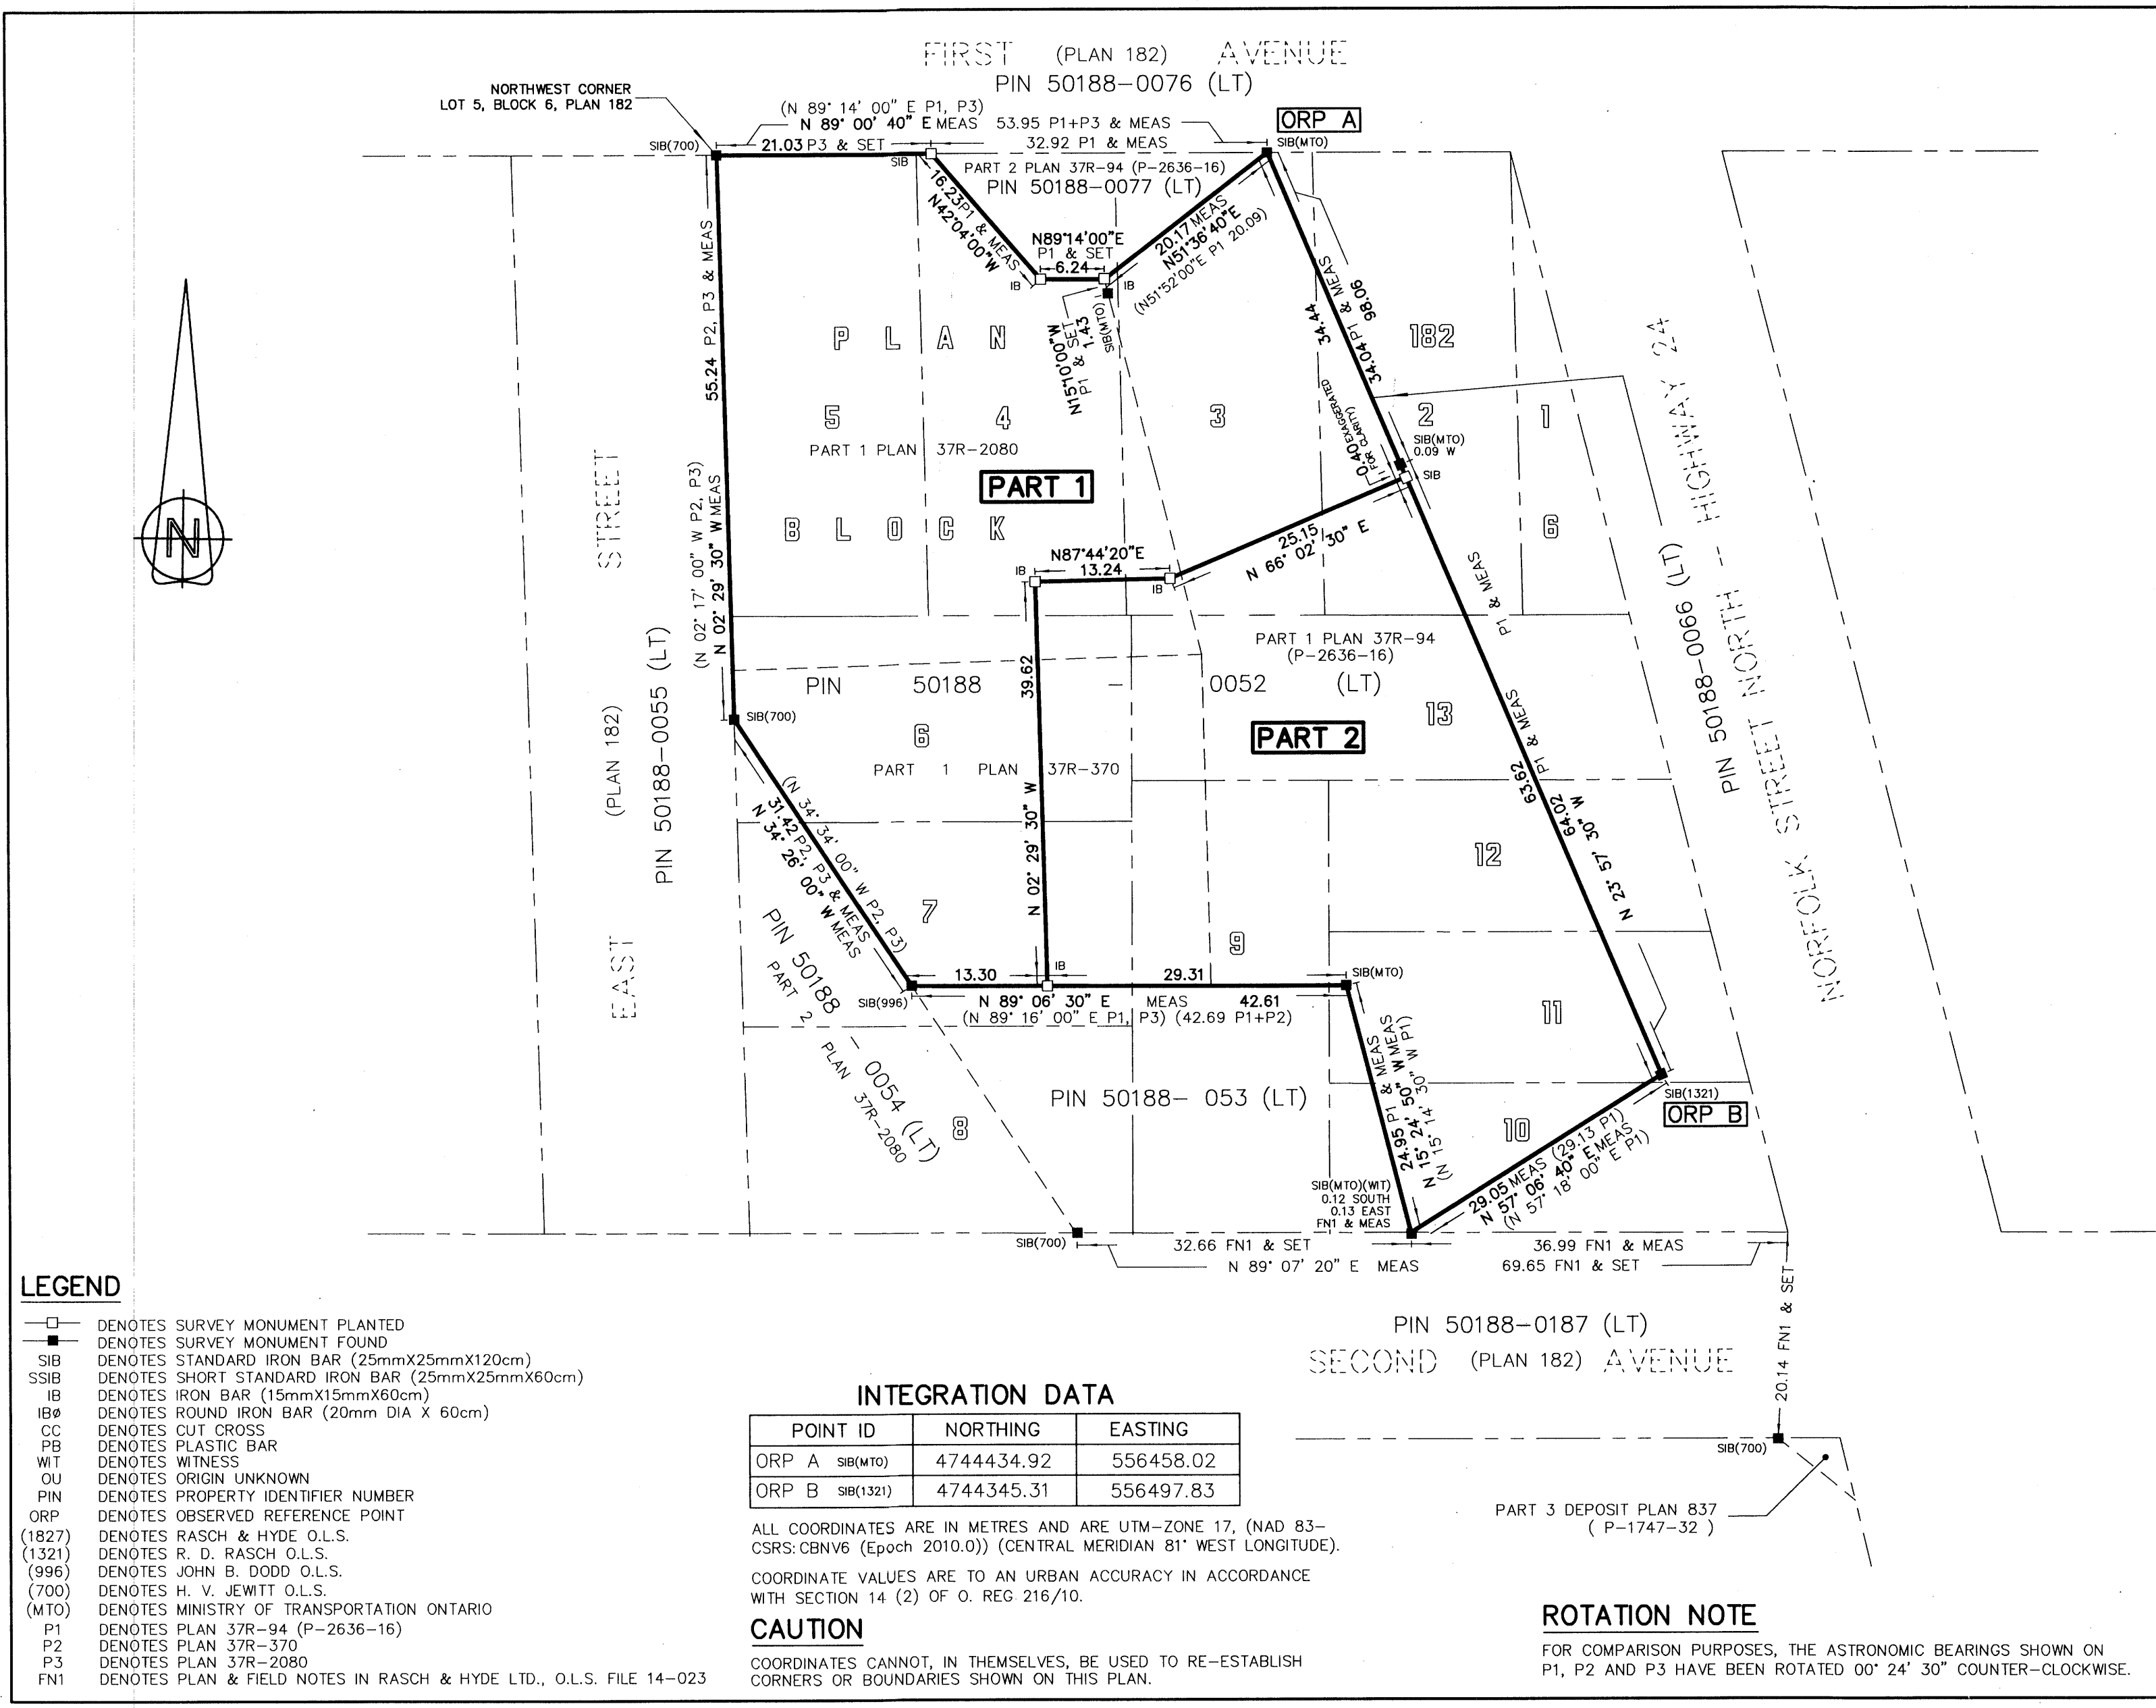 FIRST (PLAN 182) AVENUE
PIN 50188-0076 (LT)
NORTHWEST CORNER
LOT 5, BLOCK 6, PLAN 182
(N 89° 14' 00" E P1, P3)
N 89° 00' 40" E MEAS 53.95 P1+P3 & MEAS
ORP A
SIB(700)
21.03 P3 & SET
32.92 P1 & MEAS
SIB(MTO)
SIB
PART 2 PLAN 37R-94 (P-2636-16)
PIN 50188-0077 (LT)
16.23 P1 & MEAS
N42°04'00"W
N89°14'00"E
P1 & SET
6.24
IB
IB
20.17 MEAS
N51°36'40"E
(N51°52'00"E P1 20.09)
N15°10'00"W
P1 & SET
1.43
SIB(MTO)
34.44
34.04 P1 & MEAS
98.06
55.24 P2, P3 & MEAS
(N 02° 17' 00" W P2, P3)
N 02° 29' 30" W MEAS
PLAN
182
5
4
3
2
1
PART 1 PLAN 37R-2080
PART 1
BLOCK
6
0.40 (EXAGGERATED
FOR CLARITY)
SIB(MTO)
0.09 W
SIB
25.15
N 66° 02' 30" E
N87°44'20"E
13.24
IB
IB
P1 & MEAS
STREET
(PLAN 182)
EAST
PIN 50188-0055 (LT)
NORFOLK STREET NORTH -- HIGHWAY 24
PIN 50188-0066 (LT)
PART 1 PLAN 37R-94
(P-2636-16)
PIN 50188 - 0052 (LT)
39.62
N 02° 29' 30" W
SIB(700)
6
13
PART 2
PART 1 PLAN 37R-370
63.62 P1 & MEAS
64.02
N 23° 57' 30" W
(N 34° 34' 00" W P2, P3)
31.42 P2, P3 & MEAS
N 34° 26' 00" W MEAS
12
7
9
11
PIN 50188 - 0054 (LT)
PART 2 PLAN 37R-2080
13.30
IB
29.31
SIB(MTO)
SIB(996)
N 89° 06' 30" E MEAS 42.61
(N 89° 16' 00" E P1, P3) (42.69 P1+P2)
24.95 P1 & MEAS
N 15° 24' 50" W MEAS
(N 15° 14' 30" W P1)
PIN 50188- 053 (LT)
SIB(1321)
ORP B
8
10
29.05 MEAS (29.13 P1)
N 57° 06' 40" E MEAS
(N 57° 18' 00" E P1)
SIB(MTO)(WIT)
0.12 SOUTH
0.13 EAST
FN1 & MEAS
SIB(700)
32.66 FN1 & SET
36.99 FN1 & MEAS
N 89° 07' 20" E MEAS
69.65 FN1 & SET
20.14 FN1 & SET
PIN 50188-0187 (LT)
SECOND (PLAN 182) AVENUE
SIB(700)
PART 3 DEPOSIT PLAN 837
( P-1747-32 )
N
LEGEND
DENOTES SURVEY MONUMENT PLANTED
DENOTES SURVEY MONUMENT FOUND
SIB DENOTES STANDARD IRON BAR (25mmX25mmX120cm)
SSIB DENOTES SHORT STANDARD IRON BAR (25mmX25mmX60cm)
IB DENOTES IRON BAR (15mmX15mmX60cm)
IBø DENOTES ROUND IRON BAR (20mm DIA X 60cm)
CC DENOTES CUT CROSS
PB DENOTES PLASTIC BAR
WIT DENOTES WITNESS
OU DENOTES ORIGIN UNKNOWN
PIN DENOTES PROPERTY IDENTIFIER NUMBER
ORP DENOTES OBSERVED REFERENCE POINT
(1827) DENOTES RASCH & HYDE O.L.S.
(1321) DENOTES R. D. RASCH O.L.S.
(996) DENOTES JOHN B. DODD O.L.S.
(700) DENOTES H. V. JEWITT O.L.S.
(MTO) DENOTES MINISTRY OF TRANSPORTATION ONTARIO
P1 DENOTES PLAN 37R-94 (P-2636-16)
P2 DENOTES PLAN 37R-370
P3 DENOTES PLAN 37R-2080
FN1 DENOTES PLAN & FIELD NOTES IN RASCH & HYDE LTD., O.L.S. FILE 14-023
INTEGRATION DATA
POINT ID NORTHING EASTING
ORP A SIB(MTO) 4744434.92 556458.02
ORP B SIB(1321) 4744345.31 556497.83
ALL COORDINATES ARE IN METRES AND ARE UTM-ZONE 17, (NAD 83-
CSRS: CBNV6 (Epoch 2010.0)) (CENTRAL MERIDIAN 81° WEST LONGITUDE).
COORDINATE VALUES ARE TO AN URBAN ACCURACY IN ACCORDANCE
WITH SECTION 14 (2) OF O. REG 216/10.
CAUTION
COORDINATES CANNOT, IN THEMSELVES, BE USED TO RE-ESTABLISH
CORNERS OR BOUNDARIES SHOWN ON THIS PLAN.
ROTATION NOTE
FOR COMPARISON PURPOSES, THE ASTRONOMIC BEARINGS SHOWN ON
P1, P2 AND P3 HAVE BEEN ROTATED 00° 24' 30" COUNTER-CLOCKWISE.